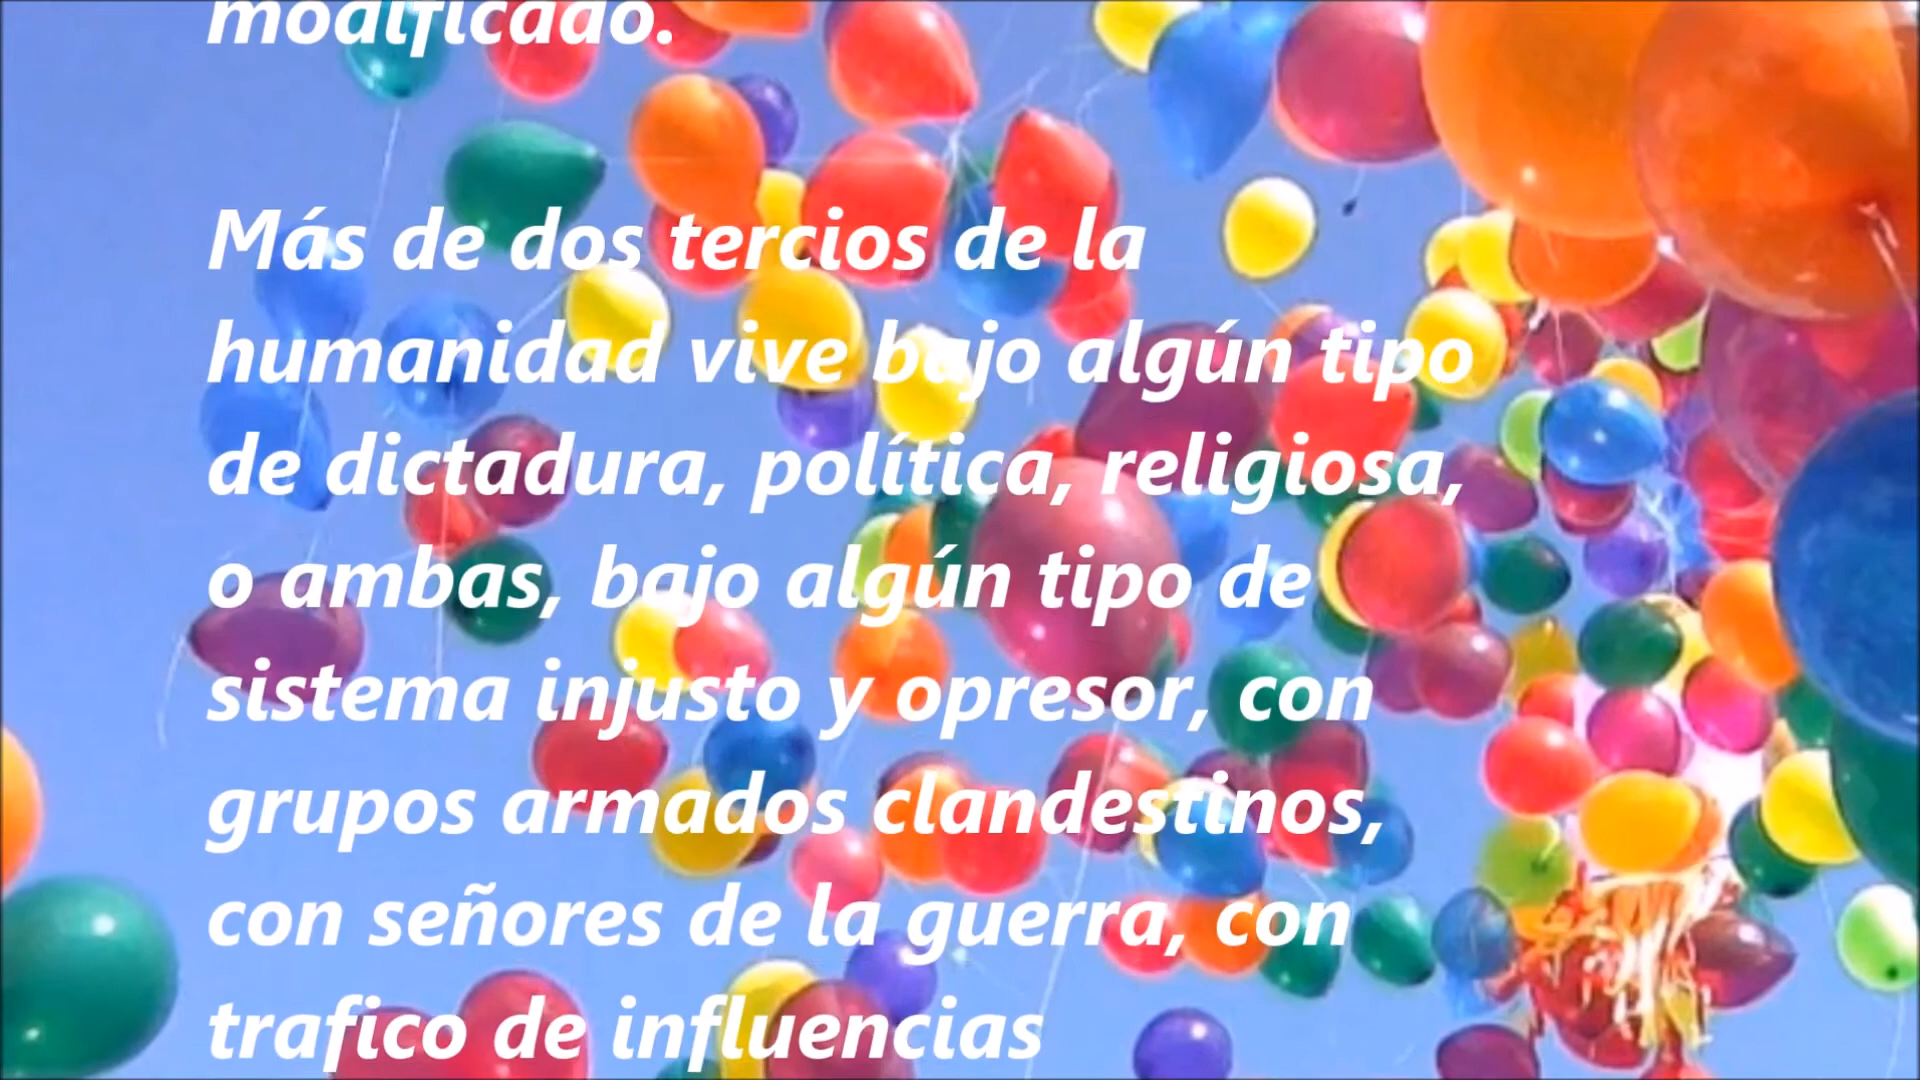 modificado.
Más de dos tercios de la
humanidad vive bajo algún tipo
de dictadura, política, religiosa,
o ambas, bajo algún tipo de
sistema injusto y opresor, con
grupos armados clandestinos,
con señores de la guerra, con
trafico de influencias